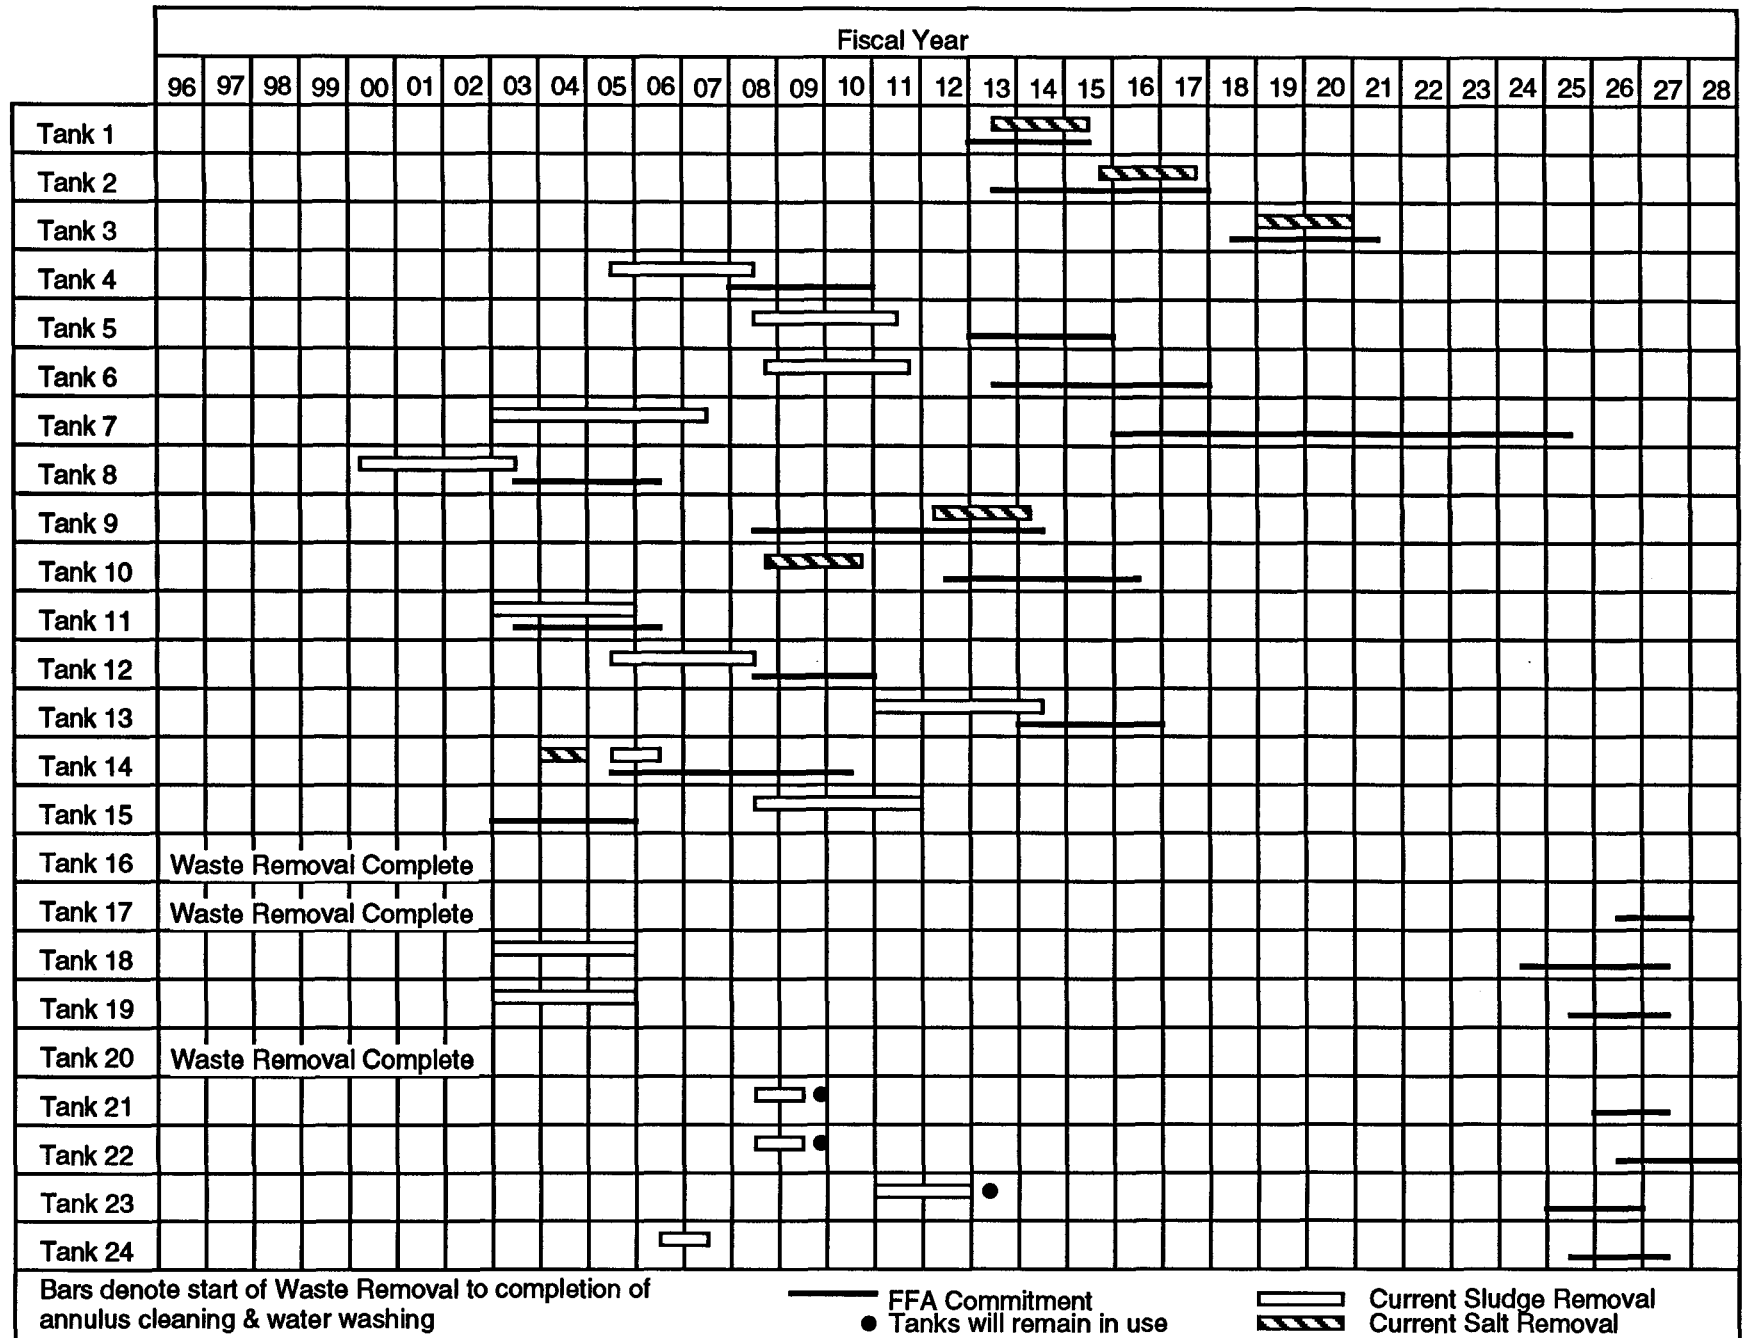 Fiscal Year
96 97 98 99 00 01 02 03 04 05 06 07 08 09 10 11 12 13 14 15 16 17 18 19 20 21 22 23 24 25 26 27 28
Tank 1
Tank 2
Tank 3
Tank 4
Tank 5
Tank 6
Tank 7
Tank 8
Tank 9
Tank 10
Tank 11
Tank 12
Tank 13
Tank 14
Tank 15
Tank 16 Waste Removal Complete
Tank 17 Waste Removal Complete
Tank 18
Tank 19
Tank 20 Waste Removal Complete
Tank 21
Tank 22
Tank 23
Tank 24
Bars denote start of Waste Removal to completion of
annulus cleaning & water washing
FFA Commitment
Tanks will remain in use
Current Sludge Removal
Current Salt Removal